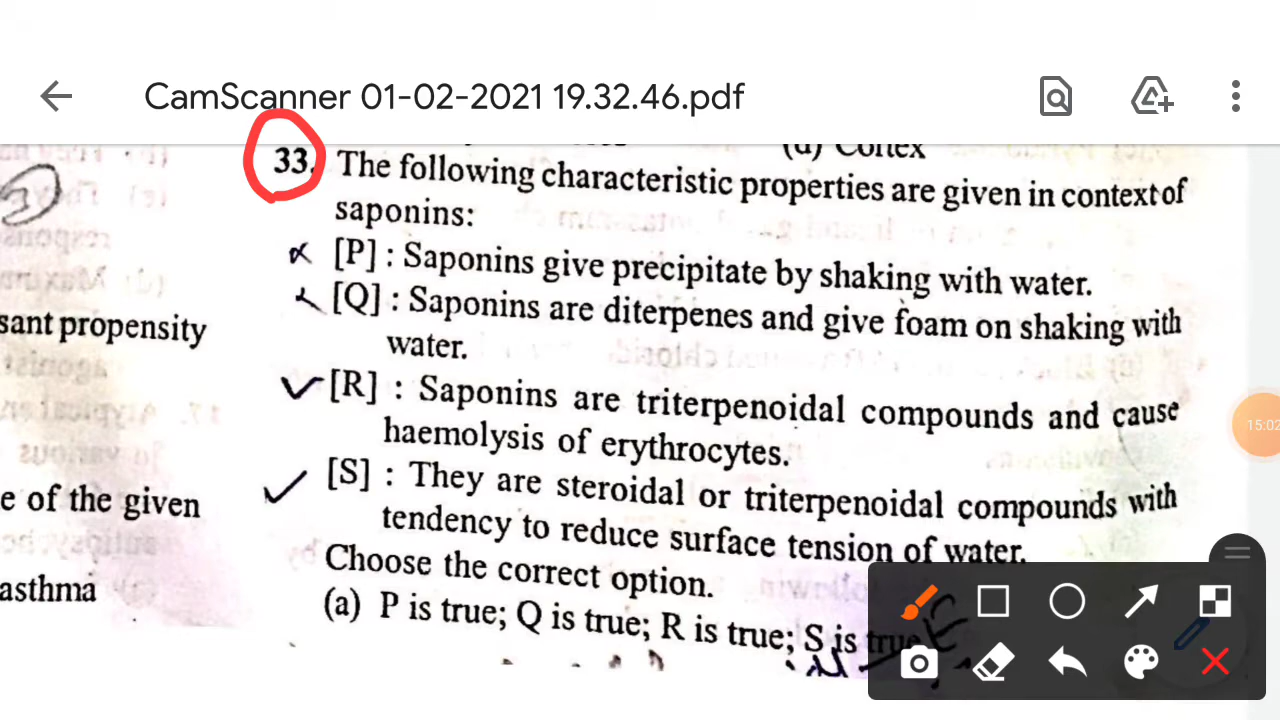 CamScanner 01-02-2021 19.32.46.pdf
(d) Cortex
33. The following characteristic properties are given in context of
saponins:
[P] : Saponins give precipitate by shaking with water.
[Q] : Saponins are diterpenes and give foam on shaking with
water.
sant propensity
[R] : Saponins are triterpenoidal compounds and cause
haemolysis of erythrocytes.
15:02
[S] : They are steroidal or triterpenoidal compounds with
e of the given
tendency to reduce surface tension of water.
Choose the correct option.
asthma
(a) P is true; Q is true; R is true; S is true